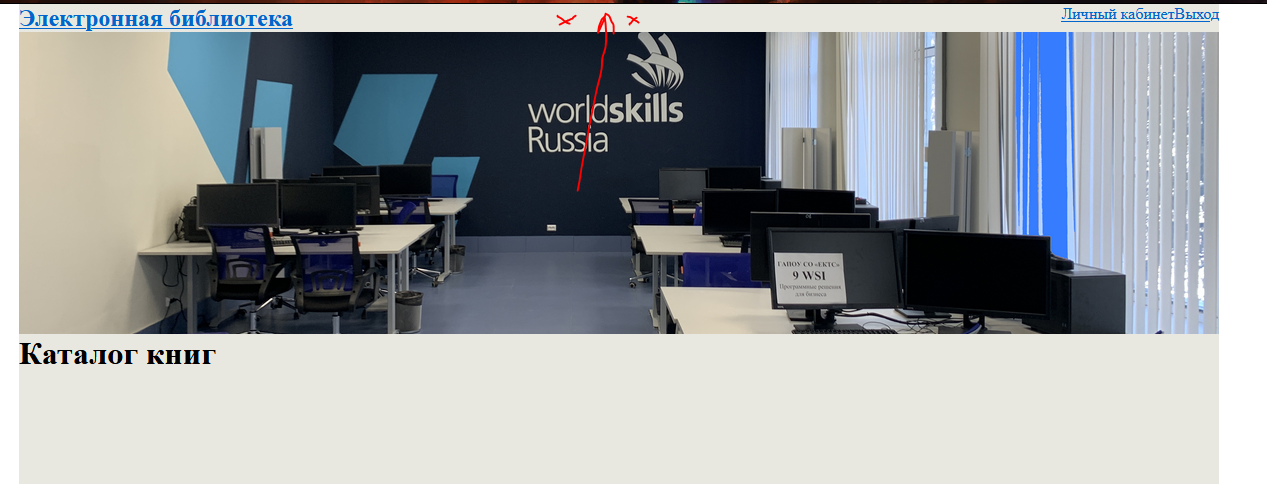 Электронная библиотека
Личный кабинетВыход
worldskills
Russia
ГАПОУ СО «ЕКТС»
9 WSI
Программные решения
для бизнеса
Каталог книг